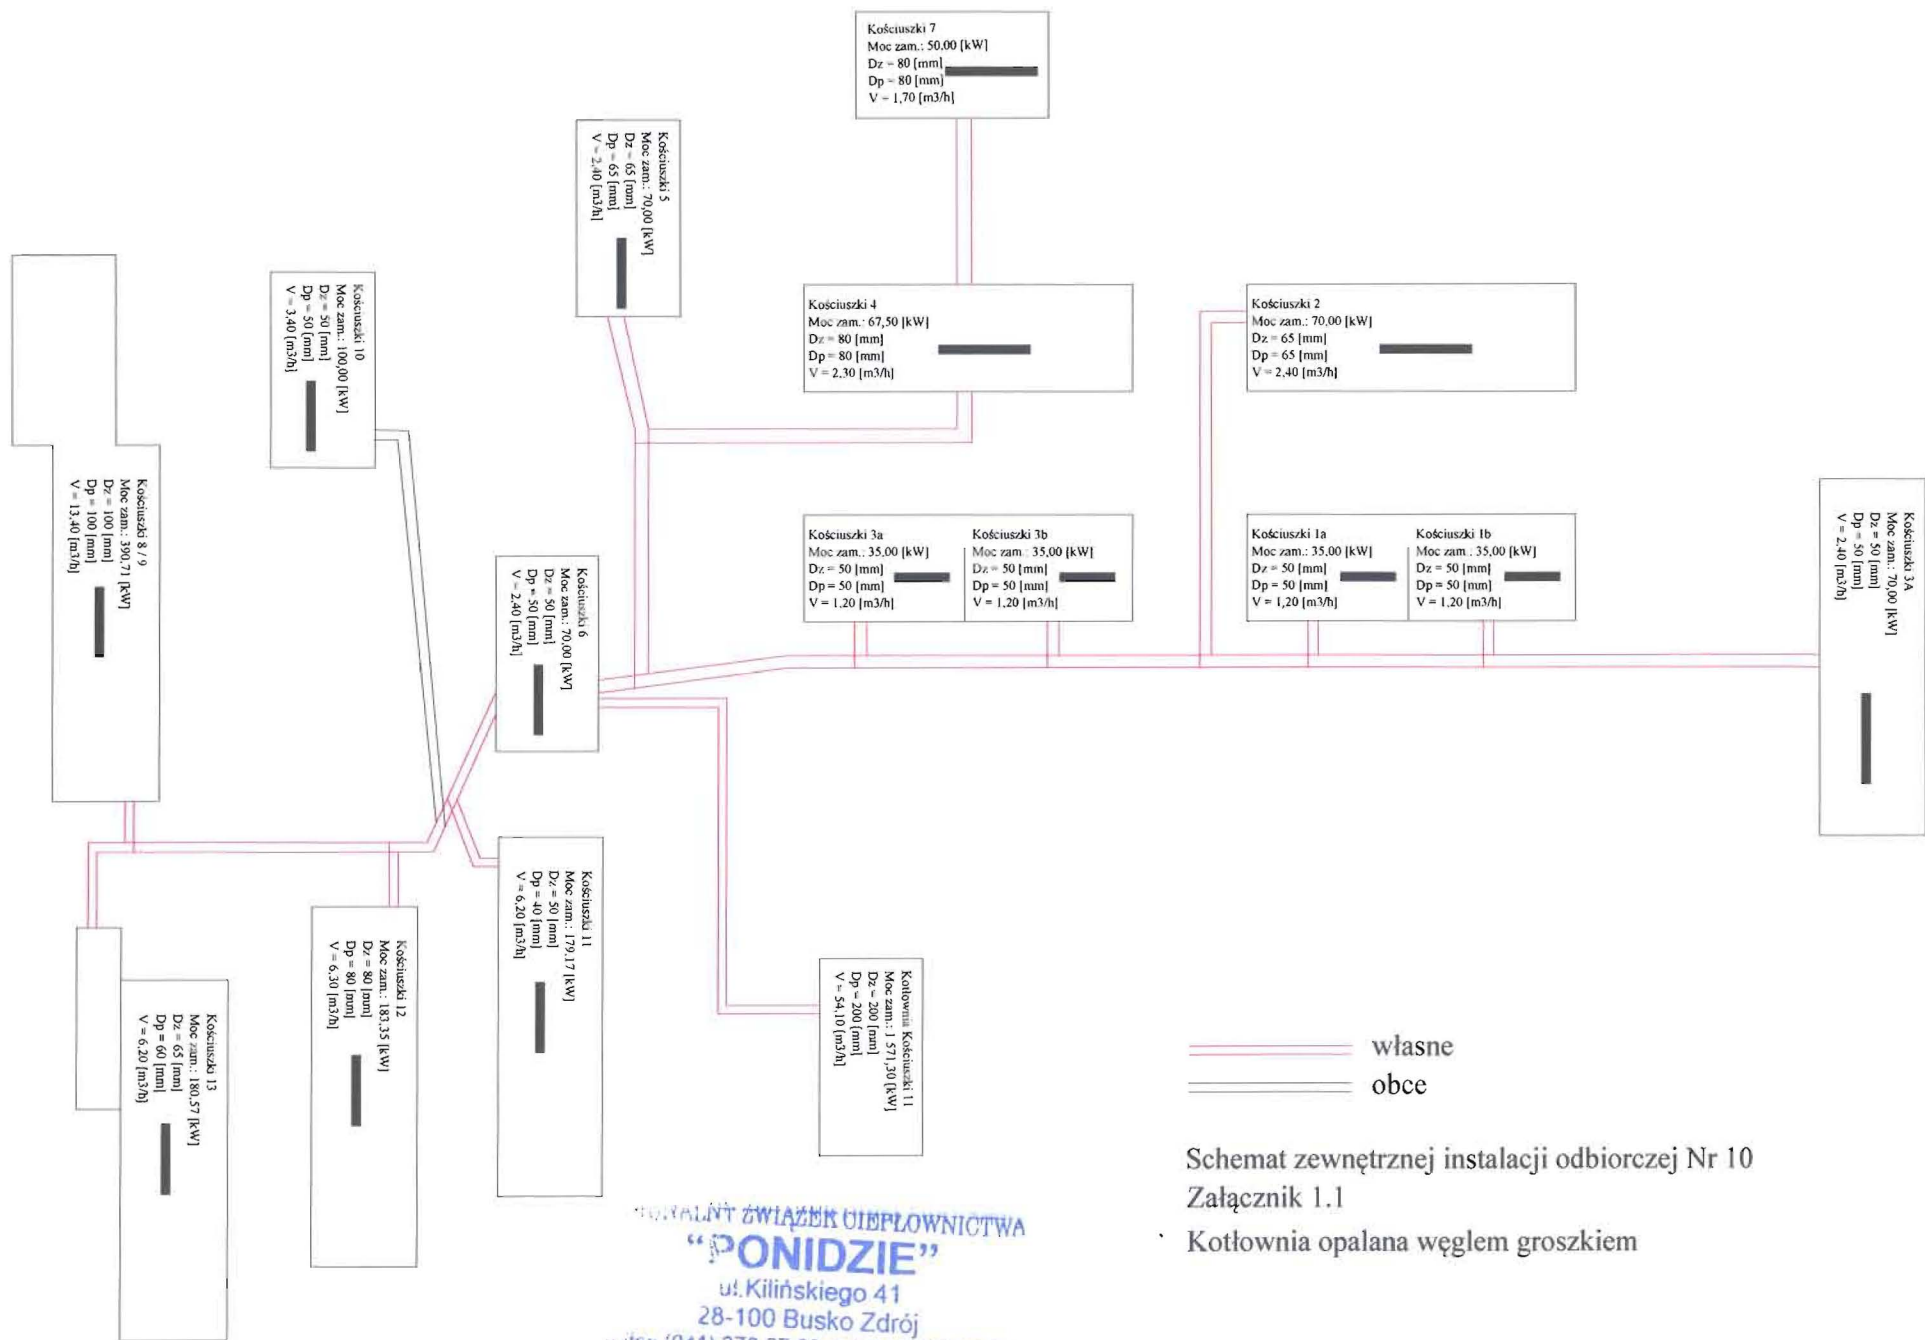 Kościuszki 7
Moc zam.: 50,00 [kW]
Dz = 80 [mm]
Dp = 80 [mm]
V = 1,70 [m3/h]
Kościuszki 5
Moc zam.: 70,00 [kW]
Dz = 65 [mm]
Dp = 65 [mm]
V = 2,40 [m3/h]
Kościuszki 10
Moc zam.: 100,00 [kW]
Dz = 50 [mm]
Dp = 50 [mm]
V = 3,40 [m3/h]
Kościuszki 4
Moc zam.: 67,50 [kW]
Dz = 80 [mm]
Dp = 80 [mm]
V = 2,30 [m3/h]
Kościuszki 2
Moc zam.: 70,00 [kW]
Dz = 65 [mm]
Dp = 65 [mm]
V = 2,40 [m3/h]
Kościuszki 8 / 9
Moc zam.: 390,71 [kW]
Dz = 100 [mm]
Dp = 100 [mm]
V = 13,40 [m3/h]
Kościuszki 6
Moc zam.: 70,00 [kW]
Dz = 50 [mm]
Dp = 50 [mm]
V = 2,40 [m3/h]
Kościuszki 3a
Moc zam.: 35,00 [kW]
Dz = 50 [mm]
Dp = 50 [mm]
V = 1,20 [m3/h]
Kościuszki 3b
Moc zam.: 35,00 [kW]
Dz = 50 [mm]
Dp = 50 [mm]
V = 1,20 [m3/h]
Kościuszki 1a
Moc zam.: 35,00 [kW]
Dz = 50 [mm]
Dp = 50 [mm]
V = 1,20 [m3/h]
Kościuszki 1b
Moc zam.: 35,00 [kW]
Dz = 50 [mm]
Dp = 50 [mm]
V = 1,20 [m3/h]
Kościuszki 3A
Moc zam.: 70,00 [kW]
Dz = 50 [mm]
Dp = 50 [mm]
V = 2,40 [m3/h]
Kościuszki 11
Moc zam.: 179,17 [kW]
Dz = 50 [mm]
Dp = 40 [mm]
V = 6,20 [m3/h]
Kościuszki 12
Moc zam.: 183,35 [kW]
Dz = 80 [mm]
Dp = 80 [mm]
V = 6,30 [m3/h]
Kościuszki 13
Moc zam.: 180,57 [kW]
Dz = 65 [mm]
Dp = 60 [mm]
V = 6,20 [m3/h]
Kotłownia Kościuszki 11
Moc zam.: 1 571,30 [kW]
Dz = 200 [mm]
Dp = 200 [mm]
V = 54,10 [m3/h]
własne
obce
Schemat zewnętrznej instalacji odbiorczej Nr 10
Załącznik 1.1
Kotłownia opalana węglem groszkiem
ZWIĄZEK CIEPŁOWNICTWA
“PONIDZIE”
ul. Kilińskiego 41
28-100 Busko Zdrój